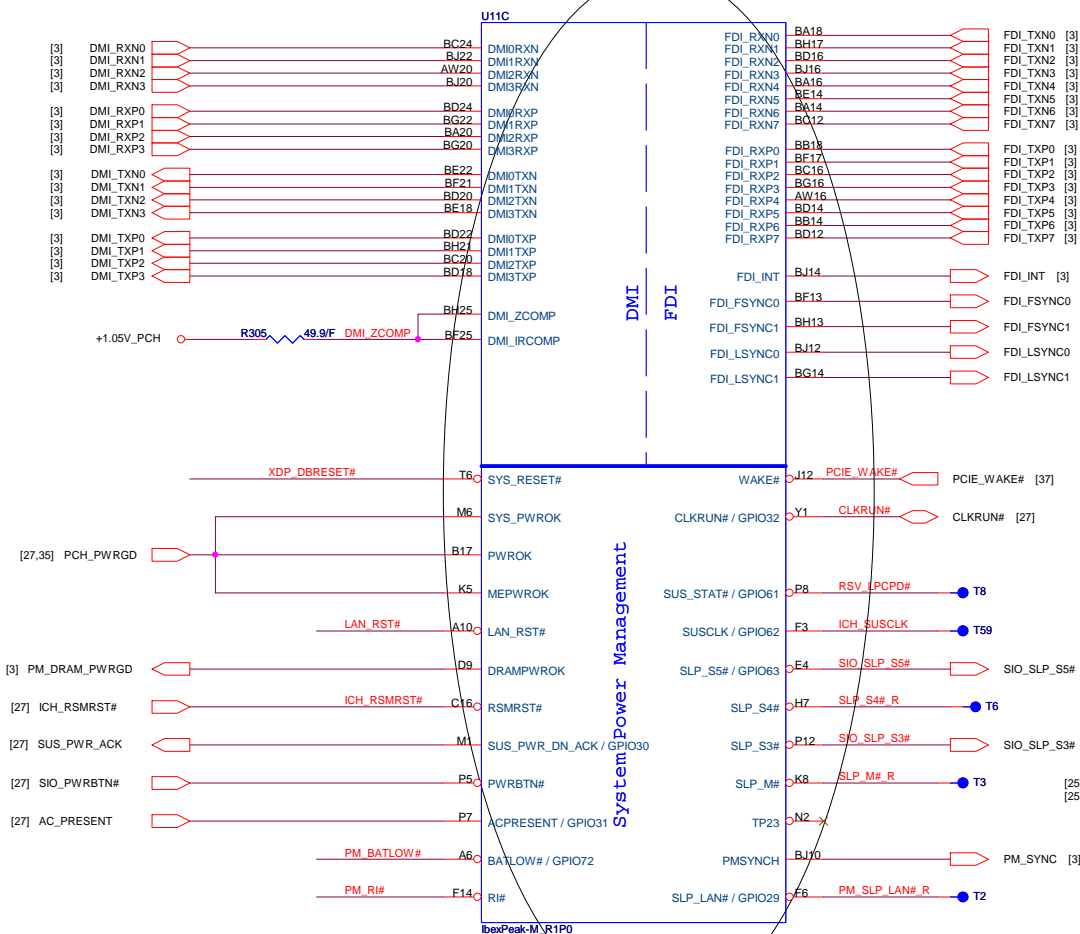 U11C
[3] DMI_RXN0 BC24 DMI0RXN FDI_RXN0 BA18 FDI_TXN0 [3]
[3] DMI_RXN1 BJ22 DMI1RXN FDI_RXN1 BH17 FDI_TXN1 [3]
[3] DMI_RXN2 AW20 DMI2RXN FDI_RXN2 BD16 FDI_TXN2 [3]
[3] DMI_RXN3 BJ20 DMI3RXN FDI_RXN3 BJ16 FDI_TXN3 [3]
FDI_RXN4 BA16 FDI_TXN4 [3]
FDI_RXN5 BE14 FDI_TXN5 [3]
[3] DMI_RXP0 BD24 DMI0RXP FDI_RXN6 BA14 FDI_TXN6 [3]
[3] DMI_RXP1 BG22 DMI1RXP FDI_RXN7 BC12 FDI_TXN7 [3]
[3] DMI_RXP2 BA20 DMI2RXP
[3] DMI_RXP3 BG20 DMI3RXP FDI_RXP0 BB18 FDI_TXP0 [3]
FDI_RXP1 BF17 FDI_TXP1 [3]
[3] DMI_TXN0 BE22 DMI0TXN FDI_RXP2 BC16 FDI_TXP2 [3]
[3] DMI_TXN1 BF21 DMI1TXN FDI_RXP3 BG16 FDI_TXP3 [3]
[3] DMI_TXN2 BD20 DMI2TXN FDI_RXP4 AW16 FDI_TXP4 [3]
[3] DMI_TXN3 BE18 DMI3TXN FDI_RXP5 BD14 FDI_TXP5 [3]
FDI_RXP6 BB14 FDI_TXP6 [3]
[3] DMI_TXP0 BD22 DMI0TXP FDI_RXP7 BD12 FDI_TXP7 [3]
[3] DMI_TXP1 BH21 DMI1TXP
[3] DMI_TXP2 BC20 DMI2TXP
[3] DMI_TXP3 BD18 DMI3TXP FDI_INT BJ14 FDI_INT [3]
DMI FDI
FDI_FSYNC0 BF13 FDI_FSYNC0
BH25 DMI_ZCOMP FDI_FSYNC1 BH13 FDI_FSYNC1
+1.05V_PCH R305 49.9/F DMI_ZCOMP BF25 DMI_IRCOMP
FDI_LSYNC0 BJ12 FDI_LSYNC0
FDI_LSYNC1 BG14 FDI_LSYNC1
XDP_DBRESET# T6 SYS_RESET# WAKE# J12 PCIE_WAKE# PCIE_WAKE# [37]
M6 SYS_PWROK CLKRUN# / GPIO32 Y1 CLKRUN# CLKRUN# [27]
[27,35] PCH_PWRGD B17 PWROK
System Power Management
K5 MEPWROK SUS_STAT# / GPIO61 P8 RSV_LPCPD# T8
LAN_RST# A10 LAN_RST# SUSCLK / GPIO62 F3 ICH_SUSCLK T59
[3] PM_DRAM_PWRGD D9 DRAMPWROK SLP_S5# / GPIO63 E4 SIO_SLP_S5# SIO_SLP_S5#
[27] ICH_RSMRST# ICH_RSMRST# C16 RSMRST# SLP_S4# H7 SLP_S4#_R T6
[27] SUS_PWR_ACK M1 SUS_PWR_DN_ACK / GPIO30 SLP_S3# P12 SIO_SLP_S3# SIO_SLP_S3#
[27] SIO_PWRBTN# P5 PWRBTN# SLP_M# K8 SLP_M#_R T3 [25
[25
[27] AC_PRESENT P7 ACPRESENT / GPIO31 TP23 N2
PM_BATLOW# A6 BATLOW# / GPIO72 PMSYNCH BJ10 PM_SYNC [3]
PM_RI# F14 RI# SLP_LAN# / GPIO29 F6 PM_SLP_LAN#_R T2
IbexPeak-M_R1P0